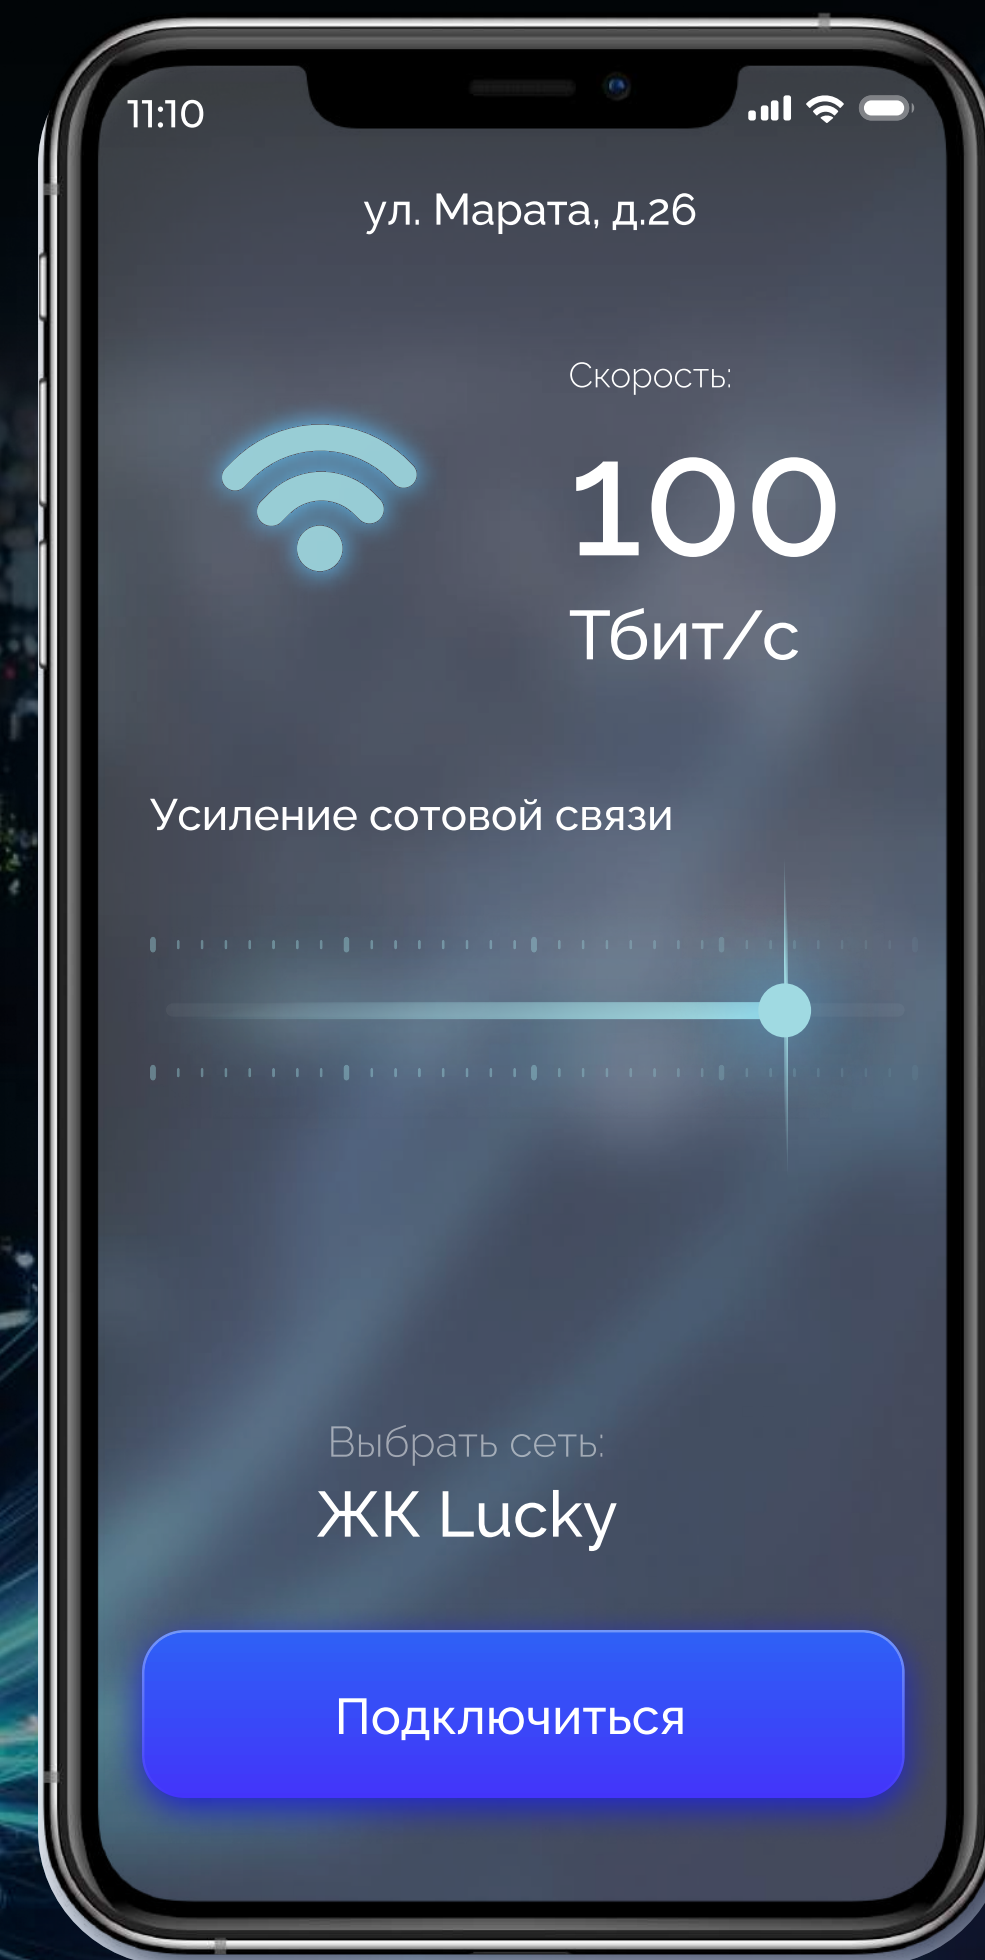 11:10
ул. Марата, д.26
Скорость:
100
Тбит/с
Усиление сотовой связи
Выбрать сеть:
ЖК Lucky
Подключиться